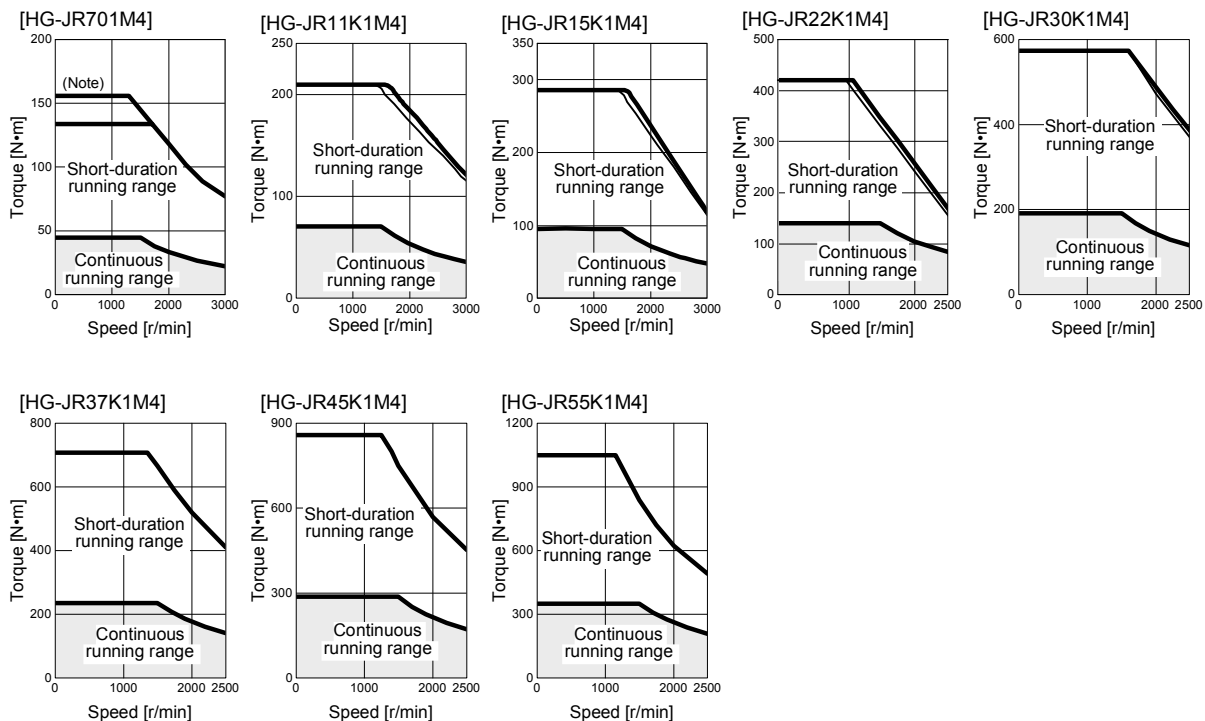 [HG-JR701M4]
200
150
100
50
0
Torque [N•m]
(Note)
Short-duration
running range
Continuous
running range
0 1000 2000 3000
Speed [r/min]
[HG-JR11K1M4]
250
200
100
0
Torque [N•m]
Short-duration
running range
Continuous
running range
0 1000 2000 3000
Speed [r/min]
[HG-JR15K1M4]
350
300
200
100
0
Torque [N•m]
Short-duration
running range
Continuous
running range
0 1000 2000 3000
Speed [r/min]
[HG-JR22K1M4]
500
400
300
200
100
0
Torque [N•m]
Short-duration
running range
Continuous
running range
0 1000 2000 2500
Speed [r/min]
[HG-JR30K1M4]
600
400
200
0
Torque [N•m]
Short-duration
running range
Continuous
running range
0 1000 2000 2500
Speed [r/min]
[HG-JR37K1M4]
800
600
400
200
0
Torque [N•m]
Short-duration
running range
Continuous
running range
0 1000 2000 2500
Speed [r/min]
[HG-JR45K1M4]
900
600
300
0
Torque [N•m]
Short-duration
running range
Continuous
running range
0 1000 2000 2500
Speed [r/min]
[HG-JR55K1M4]
1200
900
600
300
0
Torque [N•m]
Short-duration
running range
Continuous
running range
0 1000 2000 2500
Speed [r/min]